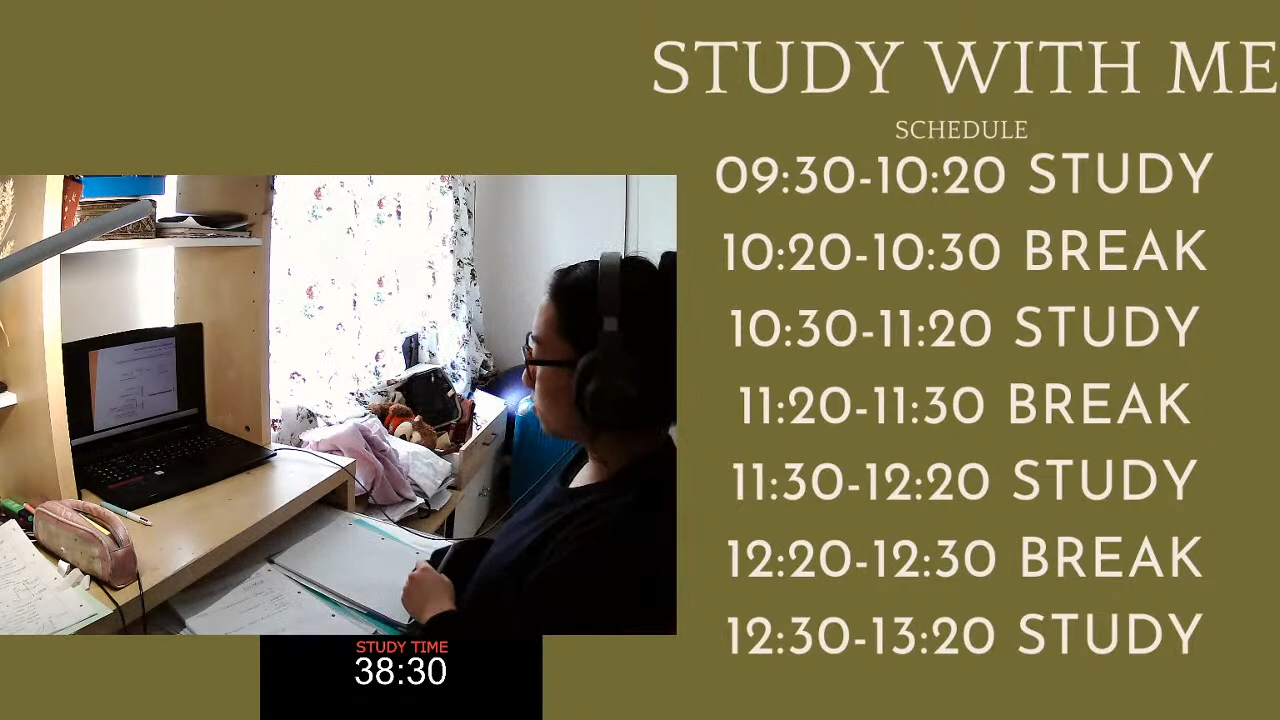 STUDY WITH ME
SCHEDULE
09:30-10:20 STUDY
10:20-10:30 BREAK
10:30-11:20 STUDY
11:20-11:30 BREAK
11:30-12:20 STUDY
12:20-12:30 BREAK
12:30-13:20 STUDY
STUDY TIME
38:30